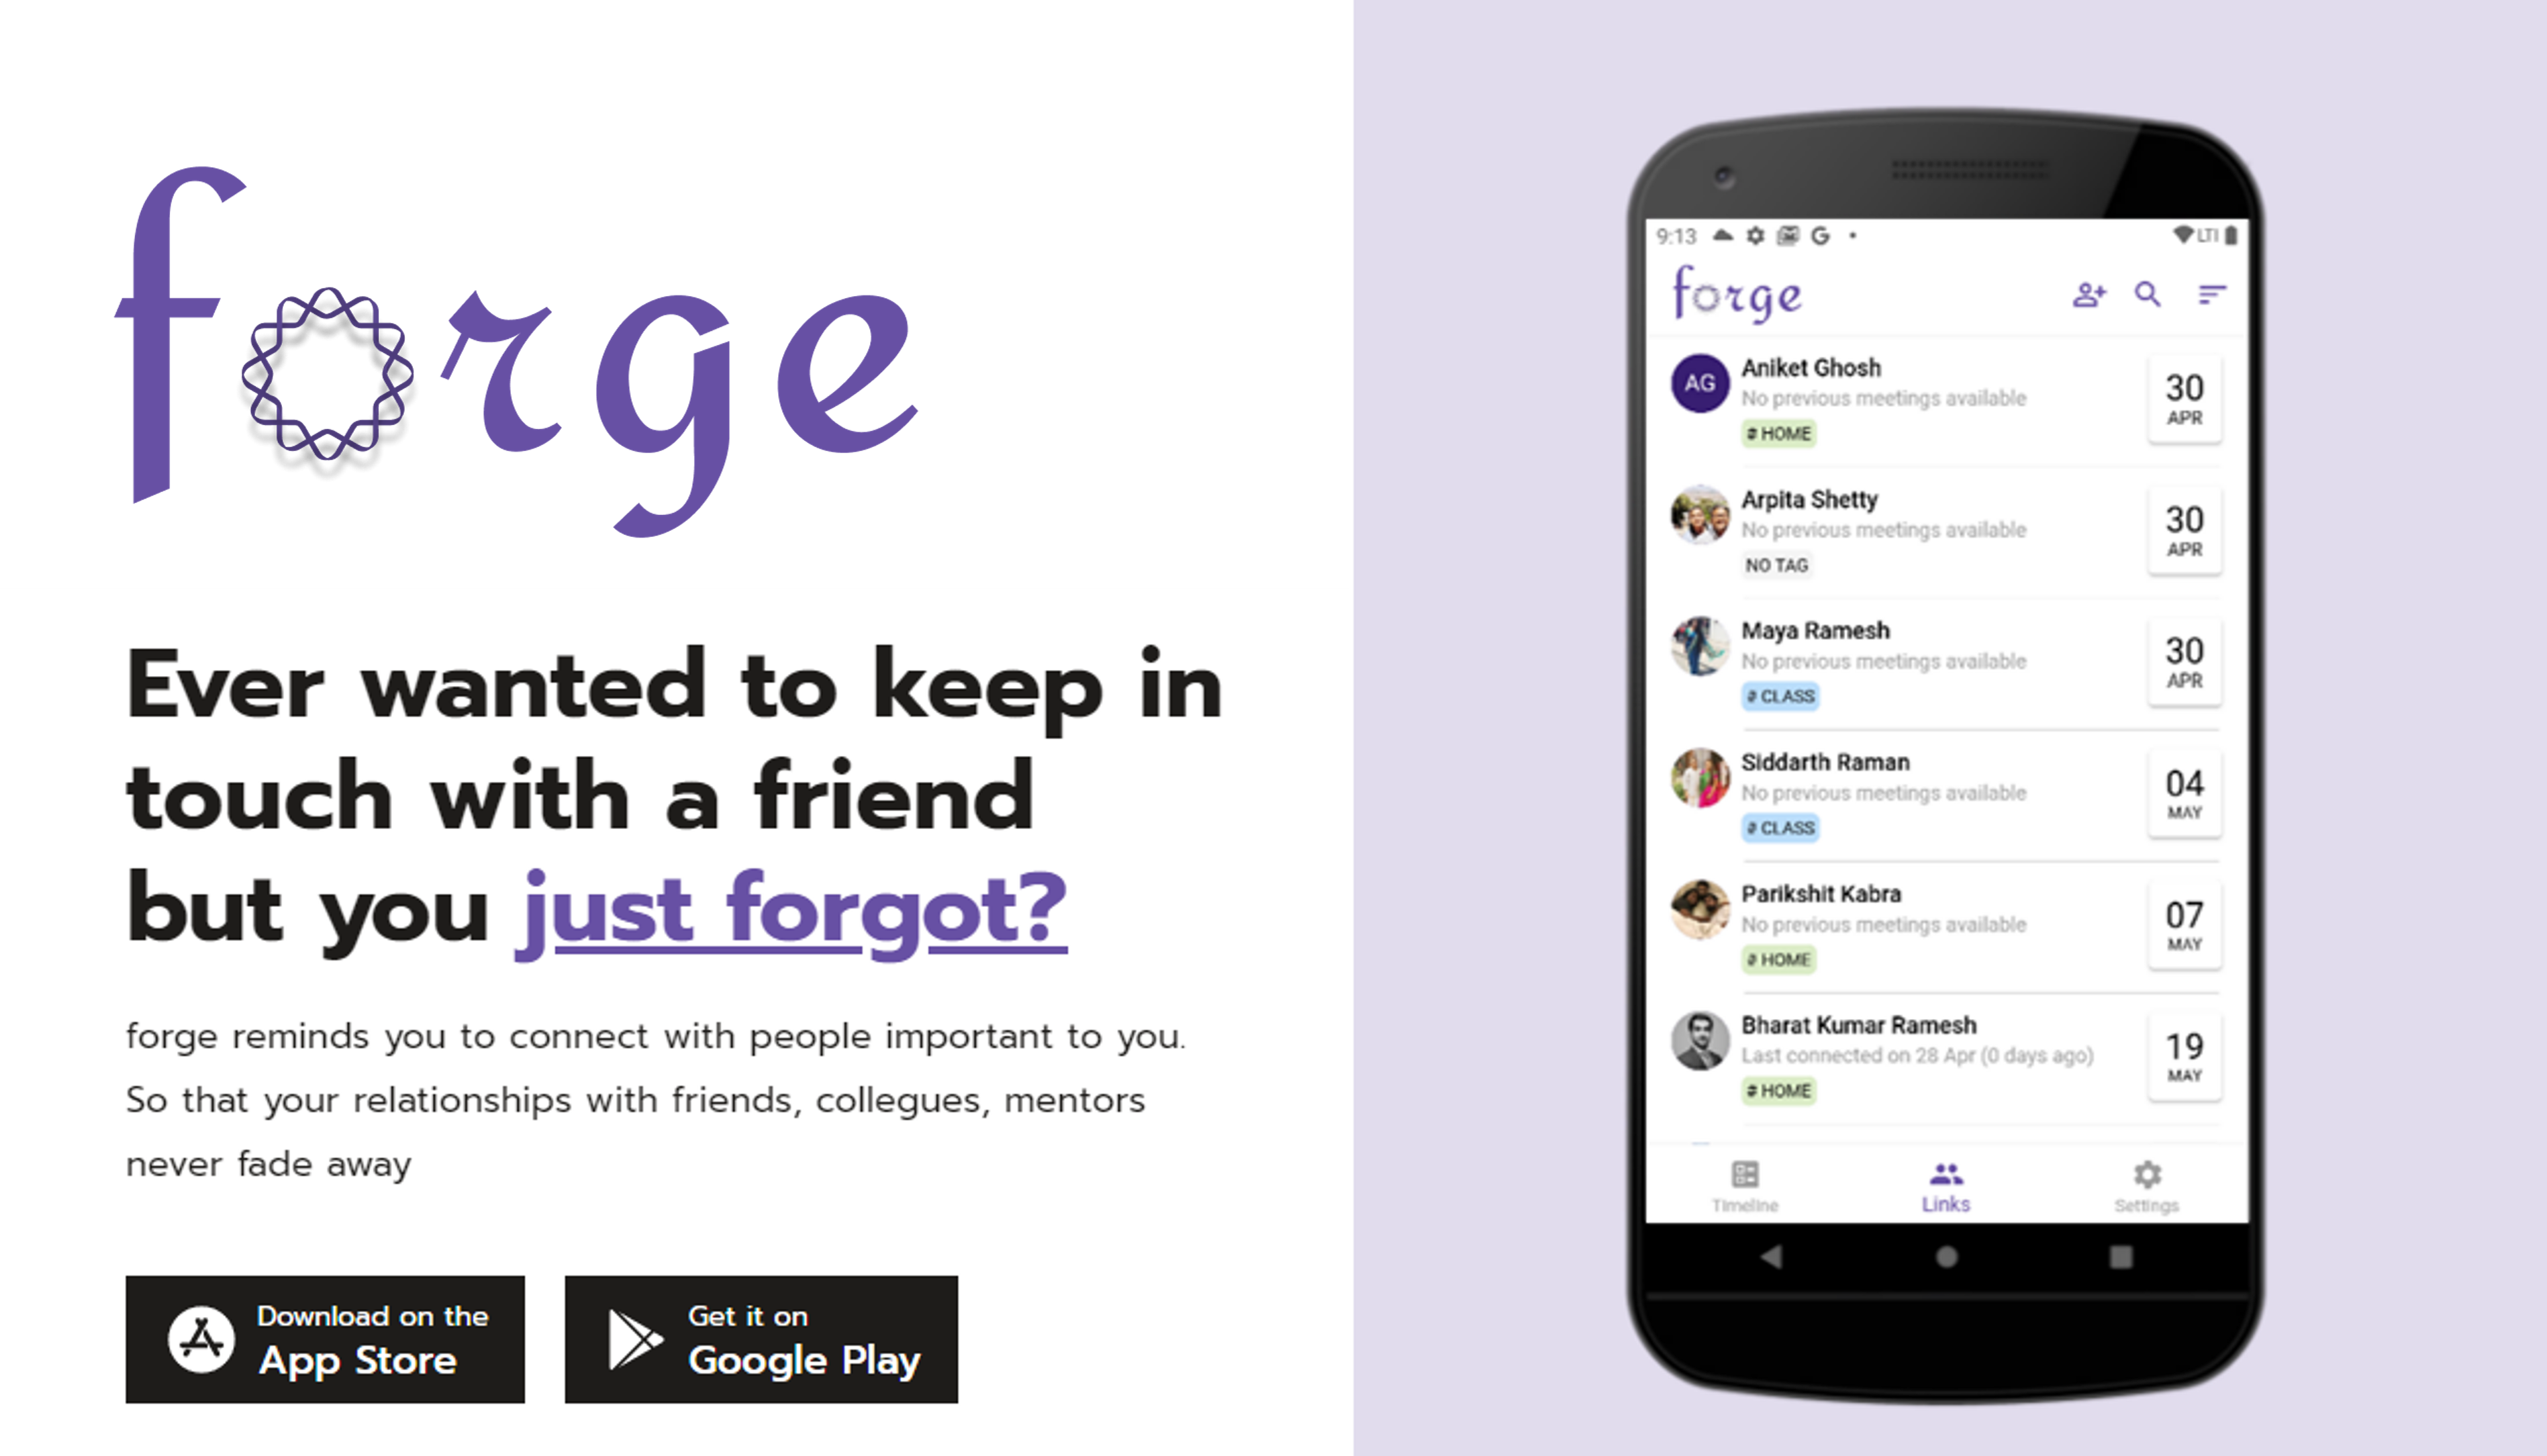 forge
Ever wanted to keep in
touch with a friend
but you just forgot?
forge reminds you to connect with people important to you.
So that your relationships with friends, collegues, mentors
never fade away
Download on the
App Store
Get it on
Google Play
9:13
LTI
forge
AG
Aniket Ghosh
No previous meetings available
# HOME
30
APR
Arpita Shetty
No previous meetings available
NO TAG
30
APR
Maya Ramesh
No previous meetings available
# CLASS
30
APR
Siddarth Raman
No previous meetings available
# CLASS
04
MAY
Parikshit Kabra
No previous meetings available
# HOME
07
MAY
Bharat Kumar Ramesh
Last connected on 28 Apr (0 days ago)
# HOME
19
MAY
Timeline
Links
Settings